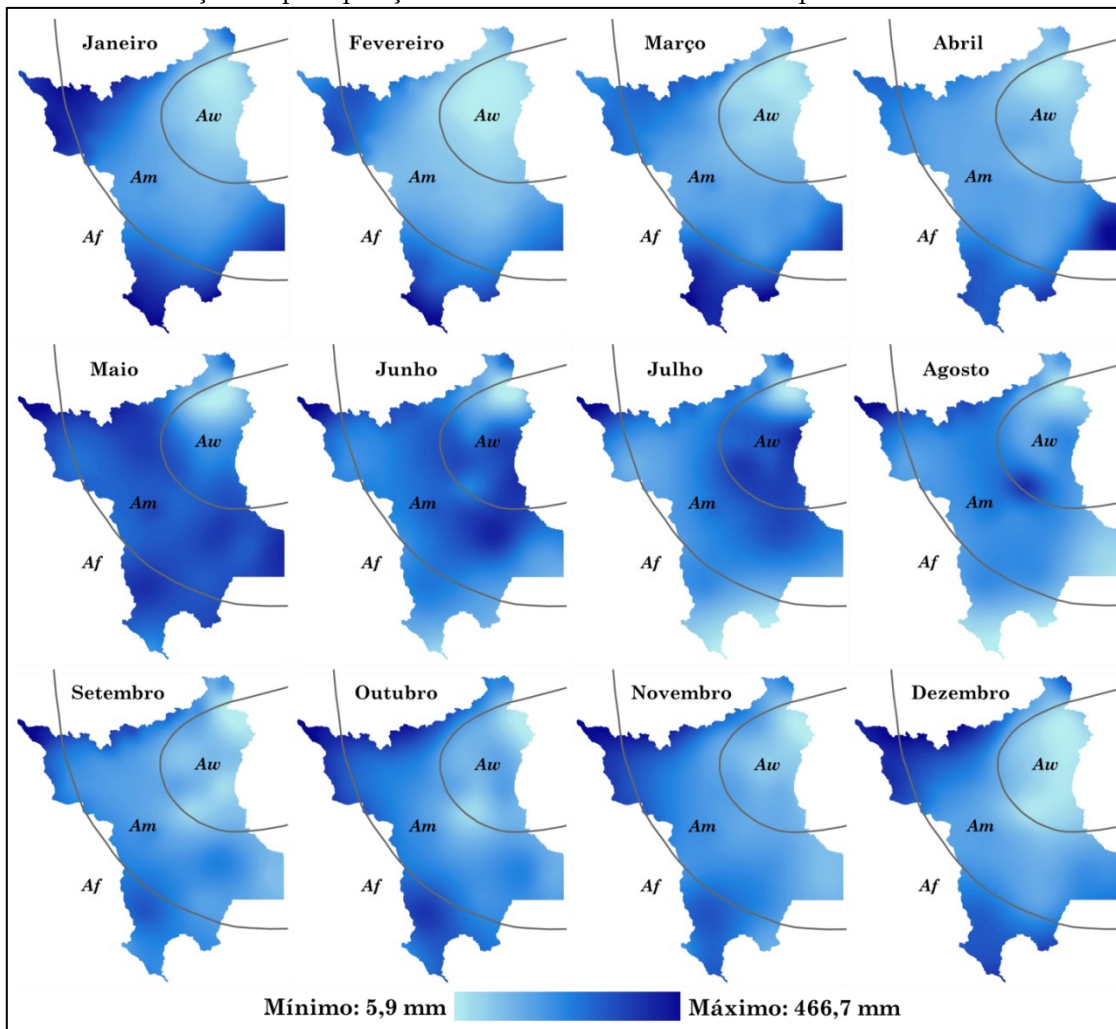 Janeiro Fevereiro Março Abril
Aw Aw Aw Aw
Am Am Am Am
Af Af Af Af
Maio Junho Julho Agosto
Aw Aw Aw Aw
Am Am Am Am
Af Af Af Af
Setembro Outubro Novembro Dezembro
Aw Aw Aw Aw
Am Am Am Am
Af Af Af Af
Mínimo: 5,9 mm Máximo: 466,7 mm